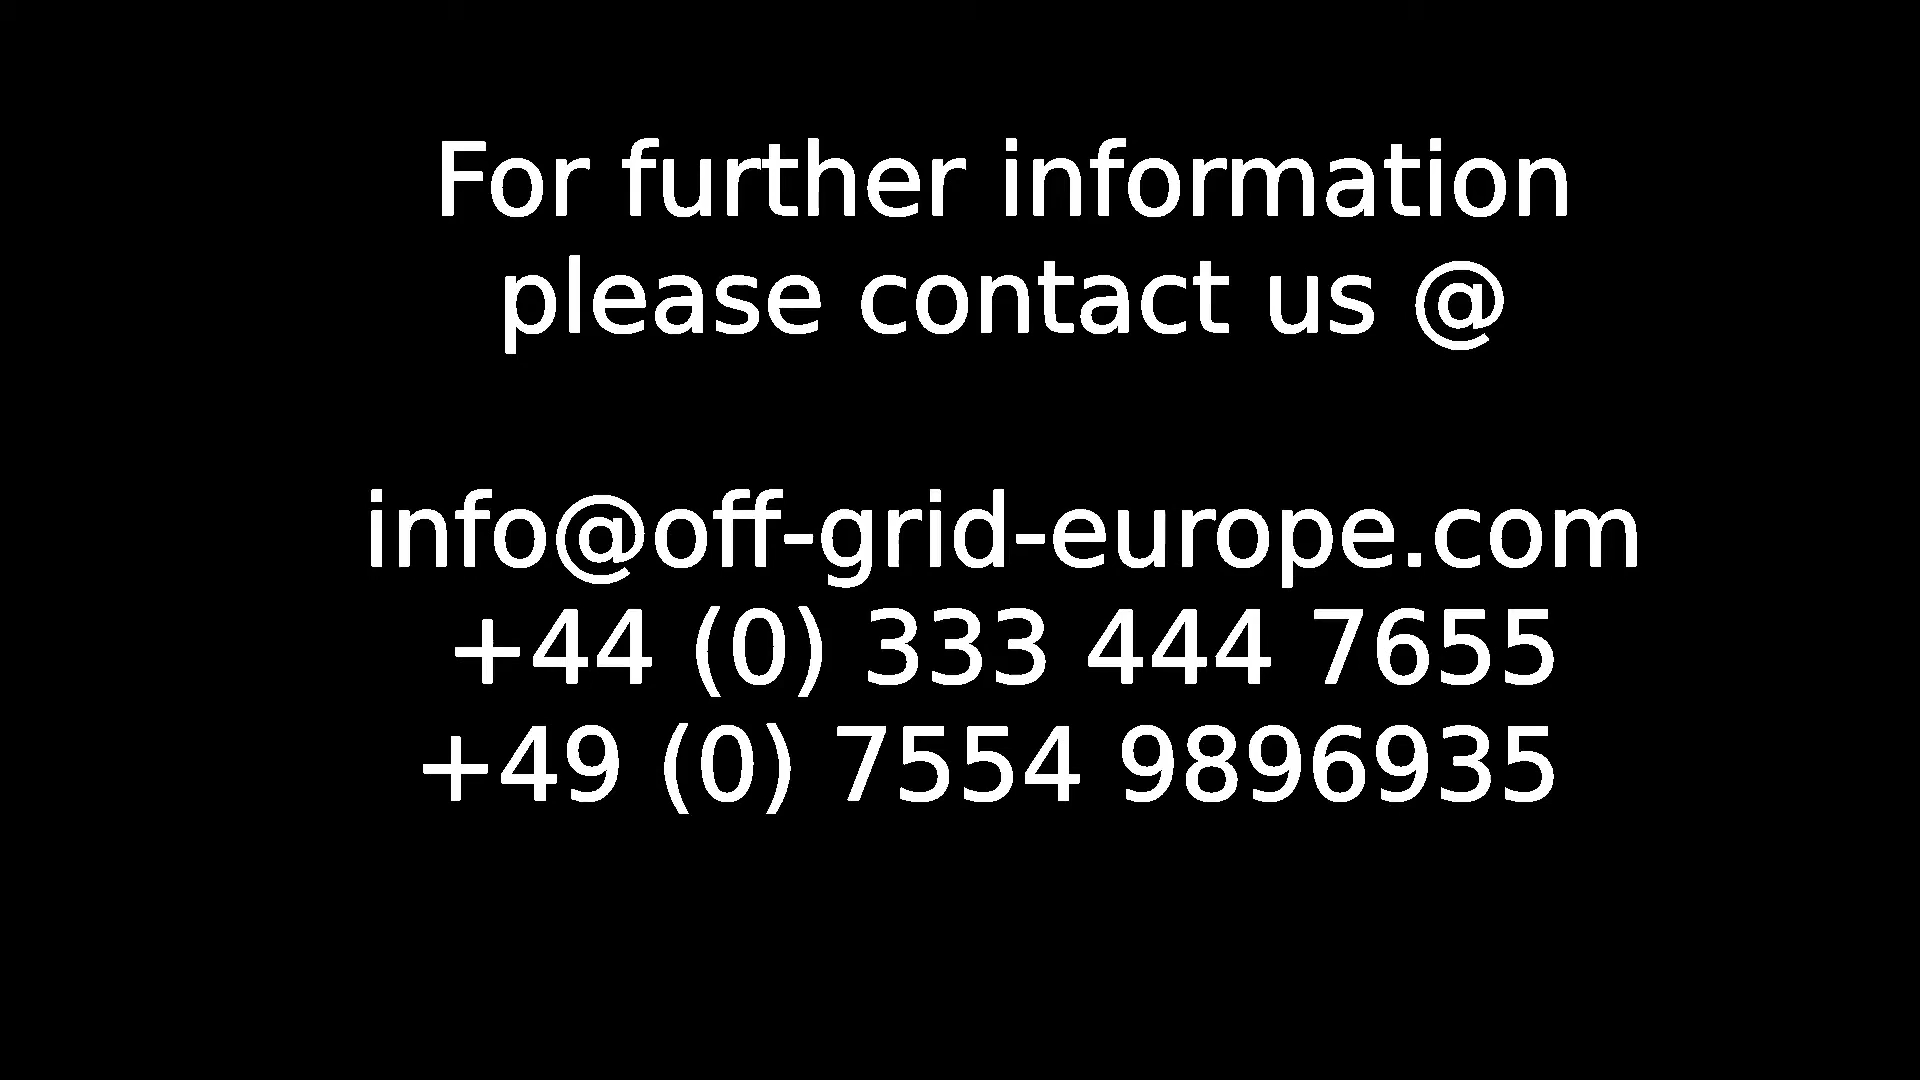 For further information
please contact us @
info@off-grid-europe.com
+44 (0) 333 444 7655
+49 (0) 7554 9896935